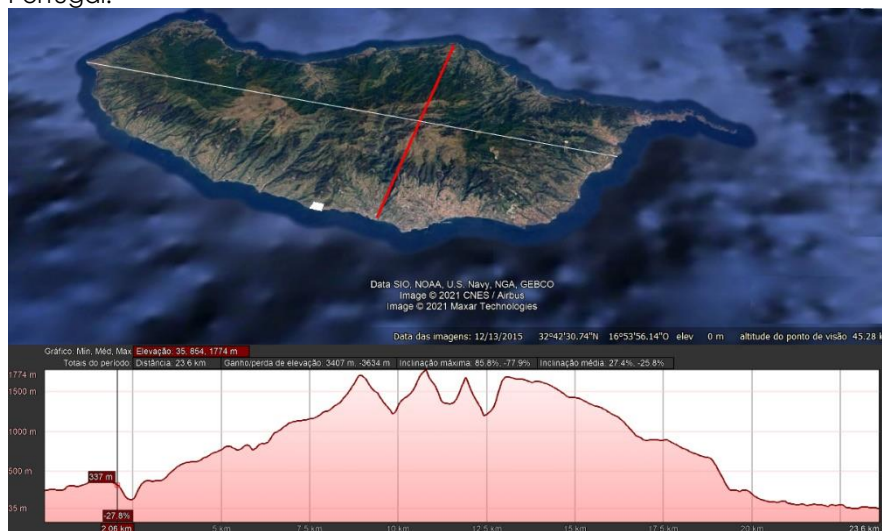 Portugal.
Data SIO, NOAA, U.S. Navy, NGA, GEBCO
Image © 2021 CNES / Airbus
Image © 2021 Maxar Technologies
Data das imagens: 12/13/2015 32°42'30.74"N 16°53'56.14"O elev 0 m altitude do ponto de visão 45.28 k
Gráfico: Min, Méd, Máx Elevação: 35, 864, 1774 m
Totais do período: Distância: 23.6 km Ganho/perda de elevação: 3407 m, -3634 m Inclinação máxima: 85.8%, -77.9% Inclinação média: 27.4%, -25.8%
1774 m
1500 m
1000 m
500 m
337 m
35 m
-27.8%
2.06 km 5 km 7.5 km 10 km 12.5 km 15 km 17.5 km 20 km 23.6 km